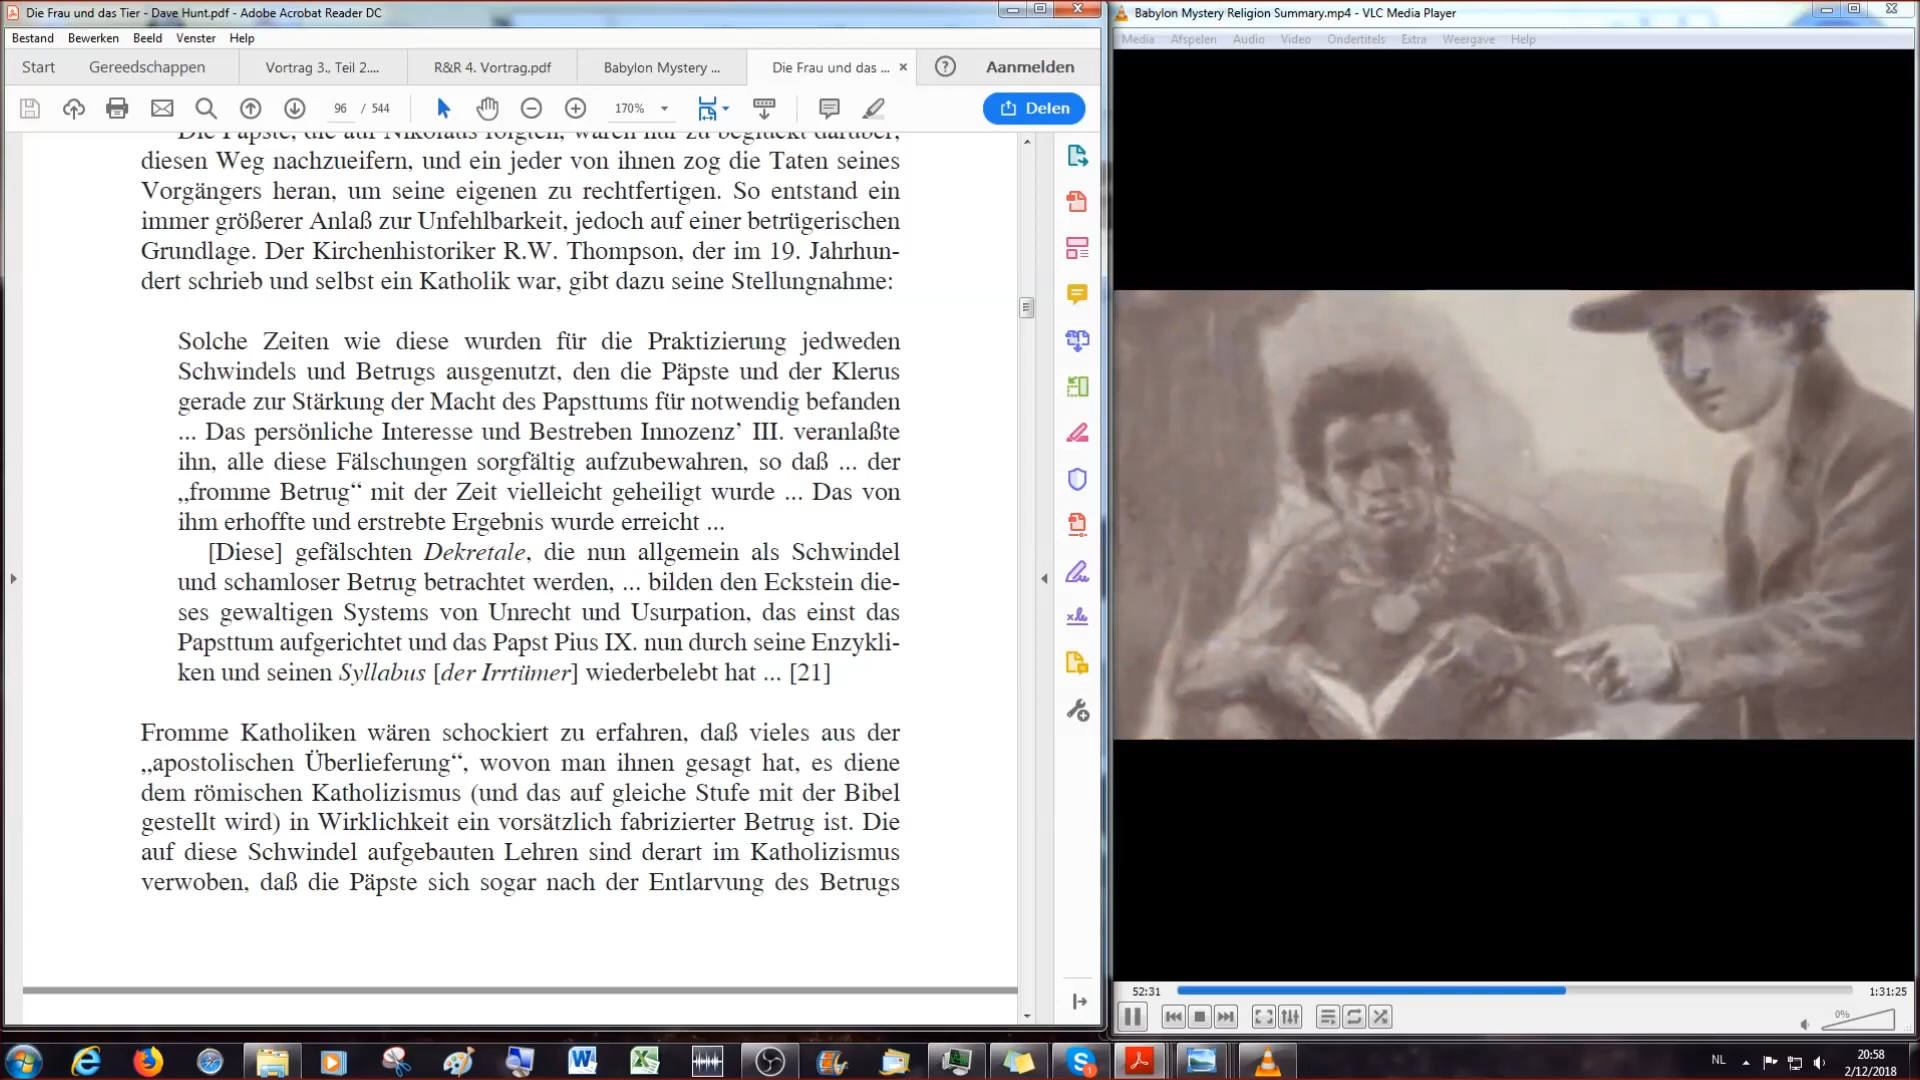 Die Frau und das Tier - Dave Hunt.pdf - Adobe Acrobat Reader DC
Bestand Bewerken Beeld Venster Help
Start Gereedschappen Vortrag 3., Teil 2.... R&R 4. Vortrag.pdf Babylon Mystery ... Die Frau und das ... × ? Aanmelden
96 / 544 170% Delen
Die Päpste, die auf Nikolaus folgten, waren nur zu beglückt darüber,
diesen Weg nachzueifern, und ein jeder von ihnen zog die Taten seines
Vorgängers heran, um seine eigenen zu rechtfertigen. So entstand ein
immer größerer Anlaß zur Unfehlbarkeit, jedoch auf einer betrügerischen
Grundlage. Der Kirchenhistoriker R.W. Thompson, der im 19. Jahrhun-
dert schrieb und selbst ein Katholik war, gibt dazu seine Stellungnahme:
Solche Zeiten wie diese wurden für die Praktizierung jedweden
Schwindels und Betrugs ausgenutzt, den die Päpste und der Klerus
gerade zur Stärkung der Macht des Papsttums für notwendig befanden
... Das persönliche Interesse und Bestreben Innozenz’ III. veranlaßte
ihn, alle diese Fälschungen sorgfältig aufzubewahren, so daß ... der
„fromme Betrug“ mit der Zeit vielleicht geheiligt wurde ... Das von
ihm erhoffte und erstrebte Ergebnis wurde erreicht ...
[Diese] gefälschten Dekretale, die nun allgemein als Schwindel
und schamloser Betrug betrachtet werden, ... bilden den Eckstein die-
ses gewaltigen Systems von Unrecht und Usurpation, das einst das
Papsttum aufgerichtet und das Papst Pius IX. nun durch seine Enzykli-
ken und seinen Syllabus [der Irrtümer] wiederbelebt hat ... [21]
Fromme Katholiken wären schockiert zu erfahren, daß vieles aus der
„apostolischen Überlieferung“, wovon man ihnen gesagt hat, es diene
dem römischen Katholizismus (und das auf gleiche Stufe mit der Bibel
gestellt wird) in Wirklichkeit ein vorsätzlich fabrizierter Betrug ist. Die
auf diese Schwindel aufgebauten Lehren sind derart im Katholizismus
verwoben, daß die Päpste sich sogar nach der Entlarvung des Betrugs
Babylon Mystery Religion Summary.mp4 - VLC Media Player
Media Afspelen Audio Video Ondertitels Extra Weergave Help
52:31 1:31:25
0%
NL 20:58
2/12/2018